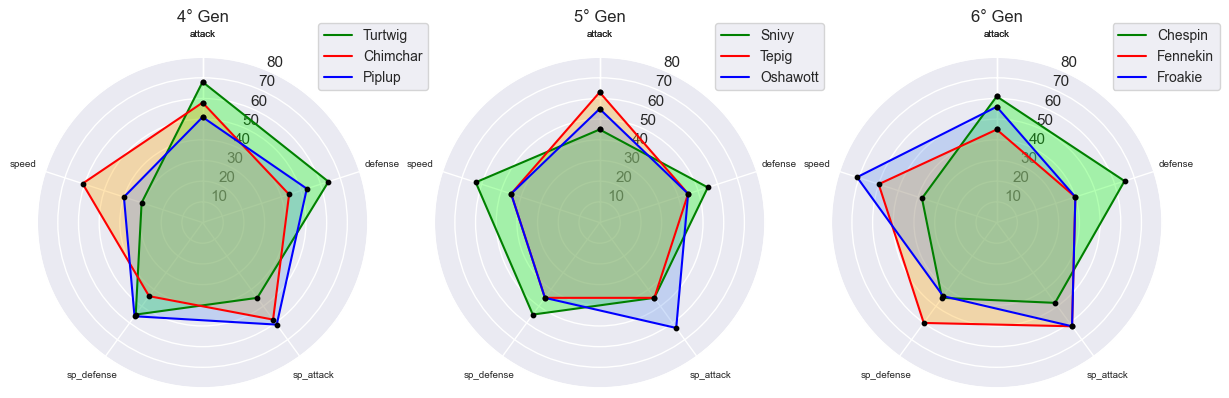 4° Gen
attack
Turtwig
Chimchar
Piplup
80
70
60
50
40
30
20
10
speed
defense
sp_defense
sp_attack
5° Gen
attack
Snivy
Tepig
Oshawott
80
70
60
50
40
30
20
10
speed
defense
sp_defense
sp_attack
6° Gen
attack
Chespin
Fennekin
Froakie
80
70
60
50
40
30
20
10
speed
defense
sp_defense
sp_attack